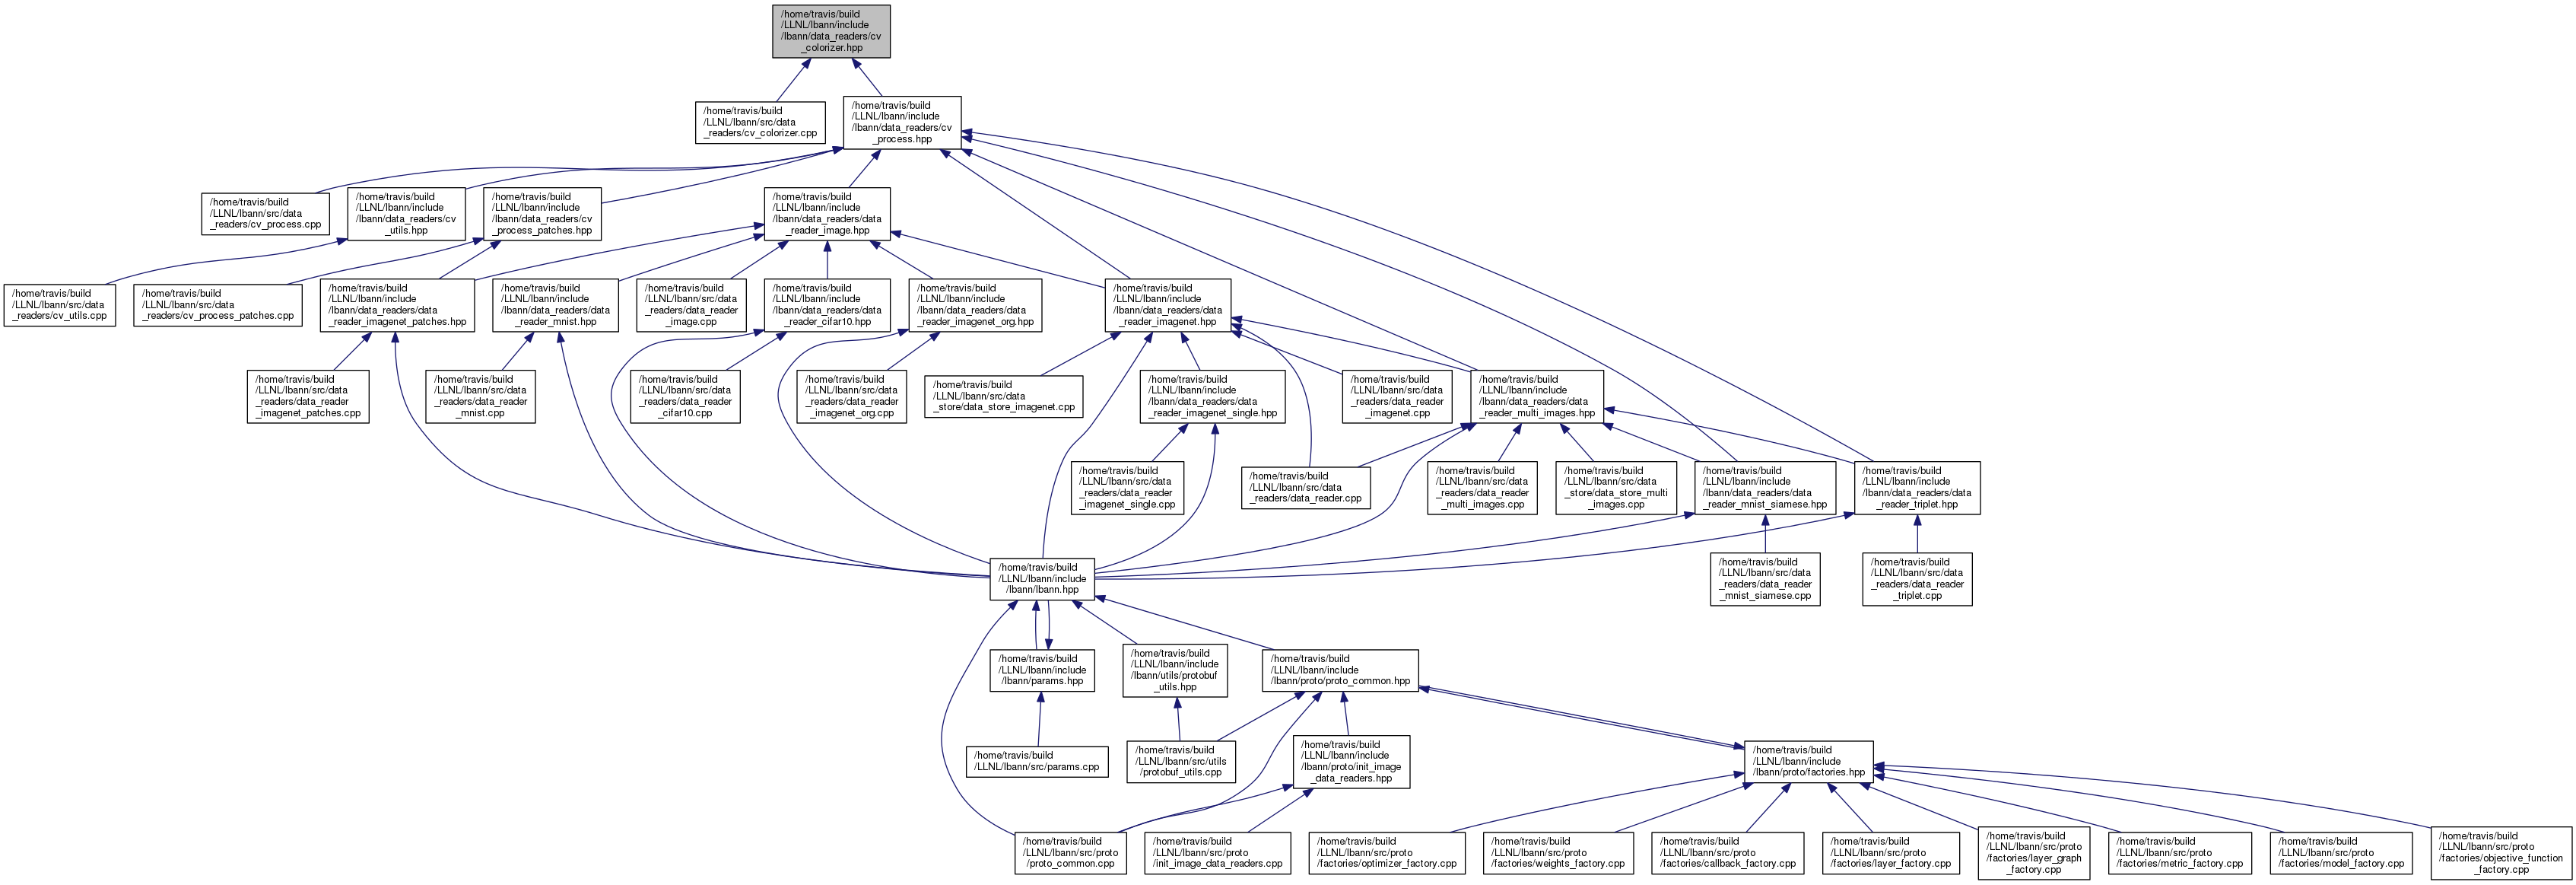 /home/travis/build
/LLNL/lbann/include
/lbann/data_readers/cv
_colorizer.hpp
/home/travis/build
/LLNL/lbann/src/data
_readers/cv_colorizer.cpp
/home/travis/build
/LLNL/lbann/include
/lbann/data_readers/cv
_process.hpp
/home/travis/build
/LLNL/lbann/src/data
_readers/cv_process.cpp
/home/travis/build
/LLNL/lbann/include
/lbann/data_readers/cv
_utils.hpp
/home/travis/build
/LLNL/lbann/include
/lbann/data_readers/cv
_process_patches.hpp
/home/travis/build
/LLNL/lbann/include
/lbann/data_readers/data
_reader_image.hpp
/home/travis/build
/LLNL/lbann/src/data
_readers/cv_utils.cpp
/home/travis/build
/LLNL/lbann/src/data
_readers/cv_process_patches.cpp
/home/travis/build
/LLNL/lbann/include
/lbann/data_readers/data
_reader_imagenet_patches.hpp
/home/travis/build
/LLNL/lbann/include
/lbann/data_readers/data
_reader_mnist.hpp
/home/travis/build
/LLNL/lbann/src/data
_readers/data_reader
_image.cpp
/home/travis/build
/LLNL/lbann/include
/lbann/data_readers/data
_reader_cifar10.hpp
/home/travis/build
/LLNL/lbann/include
/lbann/data_readers/data
_reader_imagenet_org.hpp
/home/travis/build
/LLNL/lbann/include
/lbann/data_readers/data
_reader_imagenet.hpp
/home/travis/build
/LLNL/lbann/src/data
_readers/data_reader
_imagenet_patches.cpp
/home/travis/build
/LLNL/lbann/src/data
_readers/data_reader
_mnist.cpp
/home/travis/build
/LLNL/lbann/src/data
_readers/data_reader
_cifar10.cpp
/home/travis/build
/LLNL/lbann/src/data
_readers/data_reader
_imagenet_org.cpp
/home/travis/build
/LLNL/lbann/src/data
_store/data_store_imagenet.cpp
/home/travis/build
/LLNL/lbann/include
/lbann/data_readers/data
_reader_imagenet_single.hpp
/home/travis/build
/LLNL/lbann/src/data
_readers/data_reader
_imagenet.cpp
/home/travis/build
/LLNL/lbann/include
/lbann/data_readers/data
_reader_multi_images.hpp
/home/travis/build
/LLNL/lbann/src/data
_readers/data_reader
_imagenet_single.cpp
/home/travis/build
/LLNL/lbann/src/data
_readers/data_reader.cpp
/home/travis/build
/LLNL/lbann/src/data
_readers/data_reader
_multi_images.cpp
/home/travis/build
/LLNL/lbann/src/data
_store/data_store_multi
_images.cpp
/home/travis/build
/LLNL/lbann/include
/lbann/data_readers/data
_reader_mnist_siamese.hpp
/home/travis/build
/LLNL/lbann/include
/lbann/data_readers/data
_reader_triplet.hpp
/home/travis/build
/LLNL/lbann/include
/lbann/lbann.hpp
/home/travis/build
/LLNL/lbann/src/data
_readers/data_reader
_mnist_siamese.cpp
/home/travis/build
/LLNL/lbann/src/data
_readers/data_reader
_triplet.cpp
/home/travis/build
/LLNL/lbann/include
/lbann/params.hpp
/home/travis/build
/LLNL/lbann/include
/lbann/utils/protobuf
_utils.hpp
/home/travis/build
/LLNL/lbann/include
/lbann/proto/proto_common.hpp
/home/travis/build
/LLNL/lbann/src/params.cpp
/home/travis/build
/LLNL/lbann/src/utils
/protobuf_utils.cpp
/home/travis/build
/LLNL/lbann/include
/lbann/proto/init_image
_data_readers.hpp
/home/travis/build
/LLNL/lbann/include
/lbann/proto/factories.hpp
/home/travis/build
/LLNL/lbann/src/proto
/proto_common.cpp
/home/travis/build
/LLNL/lbann/src/proto
/init_image_data_readers.cpp
/home/travis/build
/LLNL/lbann/src/proto
/factories/optimizer_factory.cpp
/home/travis/build
/LLNL/lbann/src/proto
/factories/weights_factory.cpp
/home/travis/build
/LLNL/lbann/src/proto
/factories/callback_factory.cpp
/home/travis/build
/LLNL/lbann/src/proto
/factories/layer_factory.cpp
/home/travis/build
/LLNL/lbann/src/proto
/factories/layer_graph
_factory.cpp
/home/travis/build
/LLNL/lbann/src/proto
/factories/metric_factory.cpp
/home/travis/build
/LLNL/lbann/src/proto
/factories/model_factory.cpp
/home/travis/build
/LLNL/lbann/src/proto
/factories/objective_function
_factory.cpp